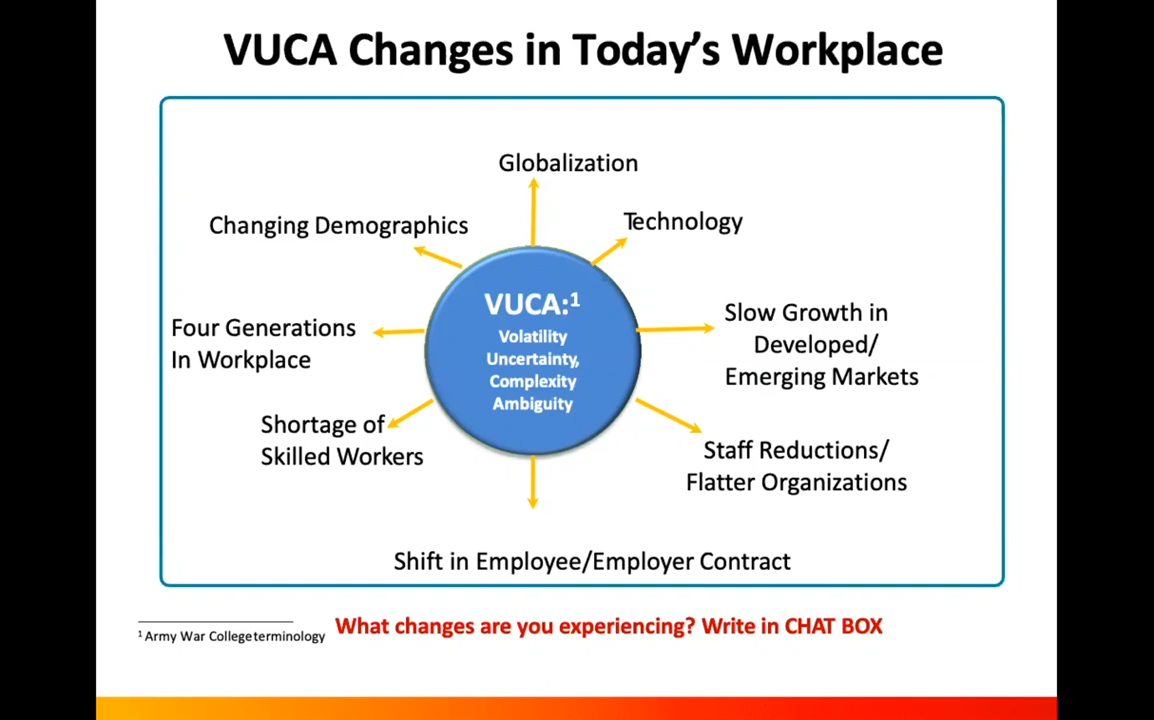 VUCA Changes in Today's Workplace
Globalization
Changing Demographics
Technology
VUCA:¹
Volatility
Uncertainty,
Complexity
Ambiguity
Four Generations
In Workplace
Slow Growth in
Developed/
Emerging Markets
Shortage of
Skilled Workers
Staff Reductions/
Flatter Organizations
Shift in Employee/Employer Contract
¹ Army War College terminology
What changes are you experiencing? Write in CHAT BOX